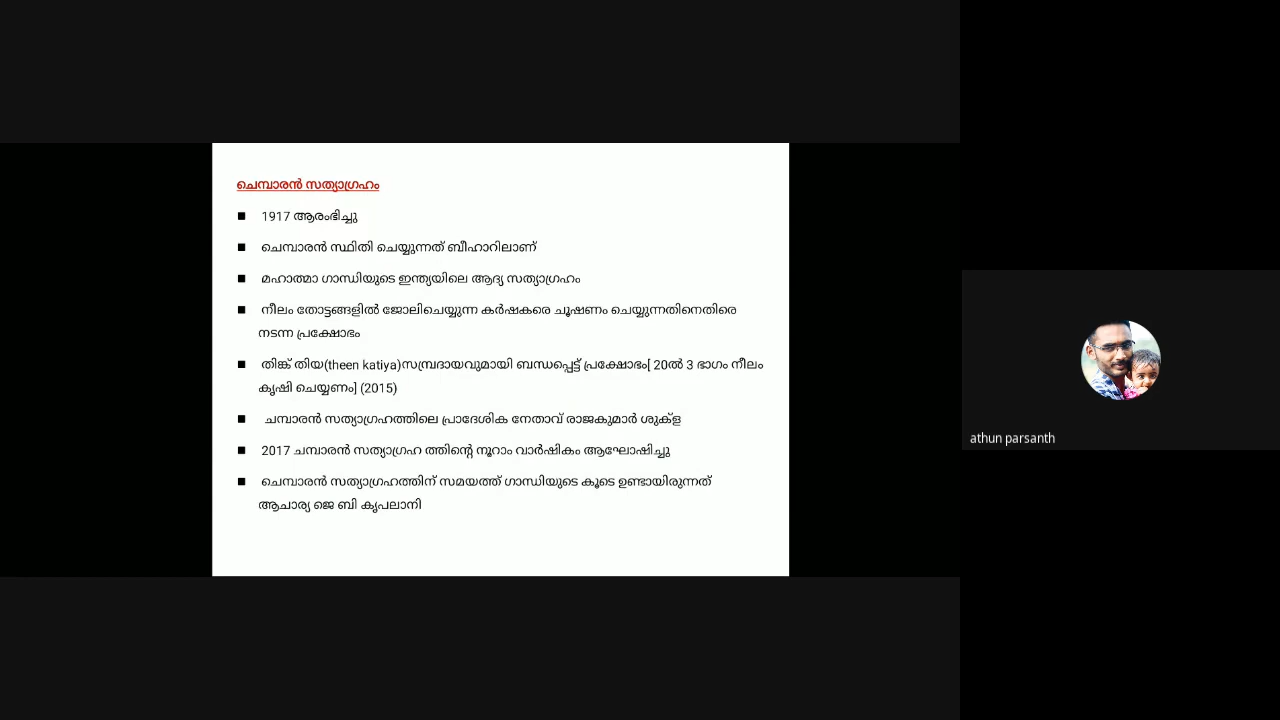 ചെമ്പാരൻ സത്യാഗ്രഹം
■ 1917 ആരംഭിച്ചു
■ ചെമ്പാരൻ സ്ഥിതി ചെയ്യുന്നത് ബീഹാറിലാണ്
■ മഹാത്മാ ഗാന്ധിയുടെ ഇന്ത്യയിലെ ആദ്യ സത്യാഗ്രഹം
■ നീലം തോട്ടങ്ങളിൽ ജോലിചെയ്യുന്ന കർഷകരെ ചൂഷണം ചെയ്യുന്നതിനെതിരെ
നടന്ന പ്രക്ഷോഭം
■ തിങ്ക് തിയ(theen katiya)സമ്പ്രദായവുമായി ബന്ധപ്പെട്ട് പ്രക്ഷോഭം[ 20ൽ 3 ഭാഗം നീലം
കൃഷി ചെയ്യണം] (2015)
■ ചമ്പാരൻ സത്യാഗ്രഹത്തിലെ പ്രാദേശിക നേതാവ് രാജകുമാർ ശുക്ള
■ 2017 ചമ്പാരൻ സത്യാഗ്രഹ ത്തിന്റെ നൂറാം വാർഷികം ആഘോഷിച്ചു
■ ചെമ്പാരൻ സത്യാഗ്രഹത്തിന് സമയത്ത് ഗാന്ധിയുടെ കൂടെ ഉണ്ടായിരുന്നത്
ആചാര്യ ജെ ബി കൃപലാനി
athun parsanth